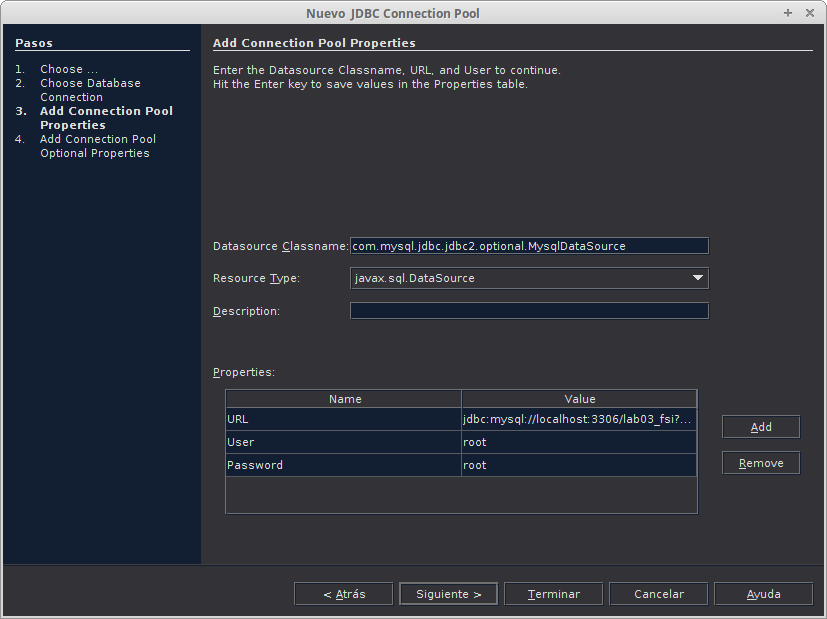 Nuevo JDBC Connection Pool
Pasos
1. Choose ...
2. Choose Database
Connection
3. Add Connection Pool
Properties
4. Add Connection Pool
Optional Properties
Add Connection Pool Properties
Enter the Datasource Classname, URL, and User to continue.
Hit the Enter key to save values in the Properties table.
Datasource Classname: com.mysql.jdbc.jdbc2.optional.MysqlDataSource
Resource Type: javax.sql.DataSource
Description:
Properties:
Name Value
URL jdbc:mysql://localhost:3306/lab03_fsi?...
User root
Password root
Add
Remove
< Atrás Siguiente > Terminar Cancelar Ayuda